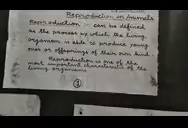 Reproduction in Animals
Reproduction :- can be defined
as the process by which the living
organism is able to produce young
ones or offsprings of their own kind.
Reproduction is one of the
most important characteristics of the
living organisms
①